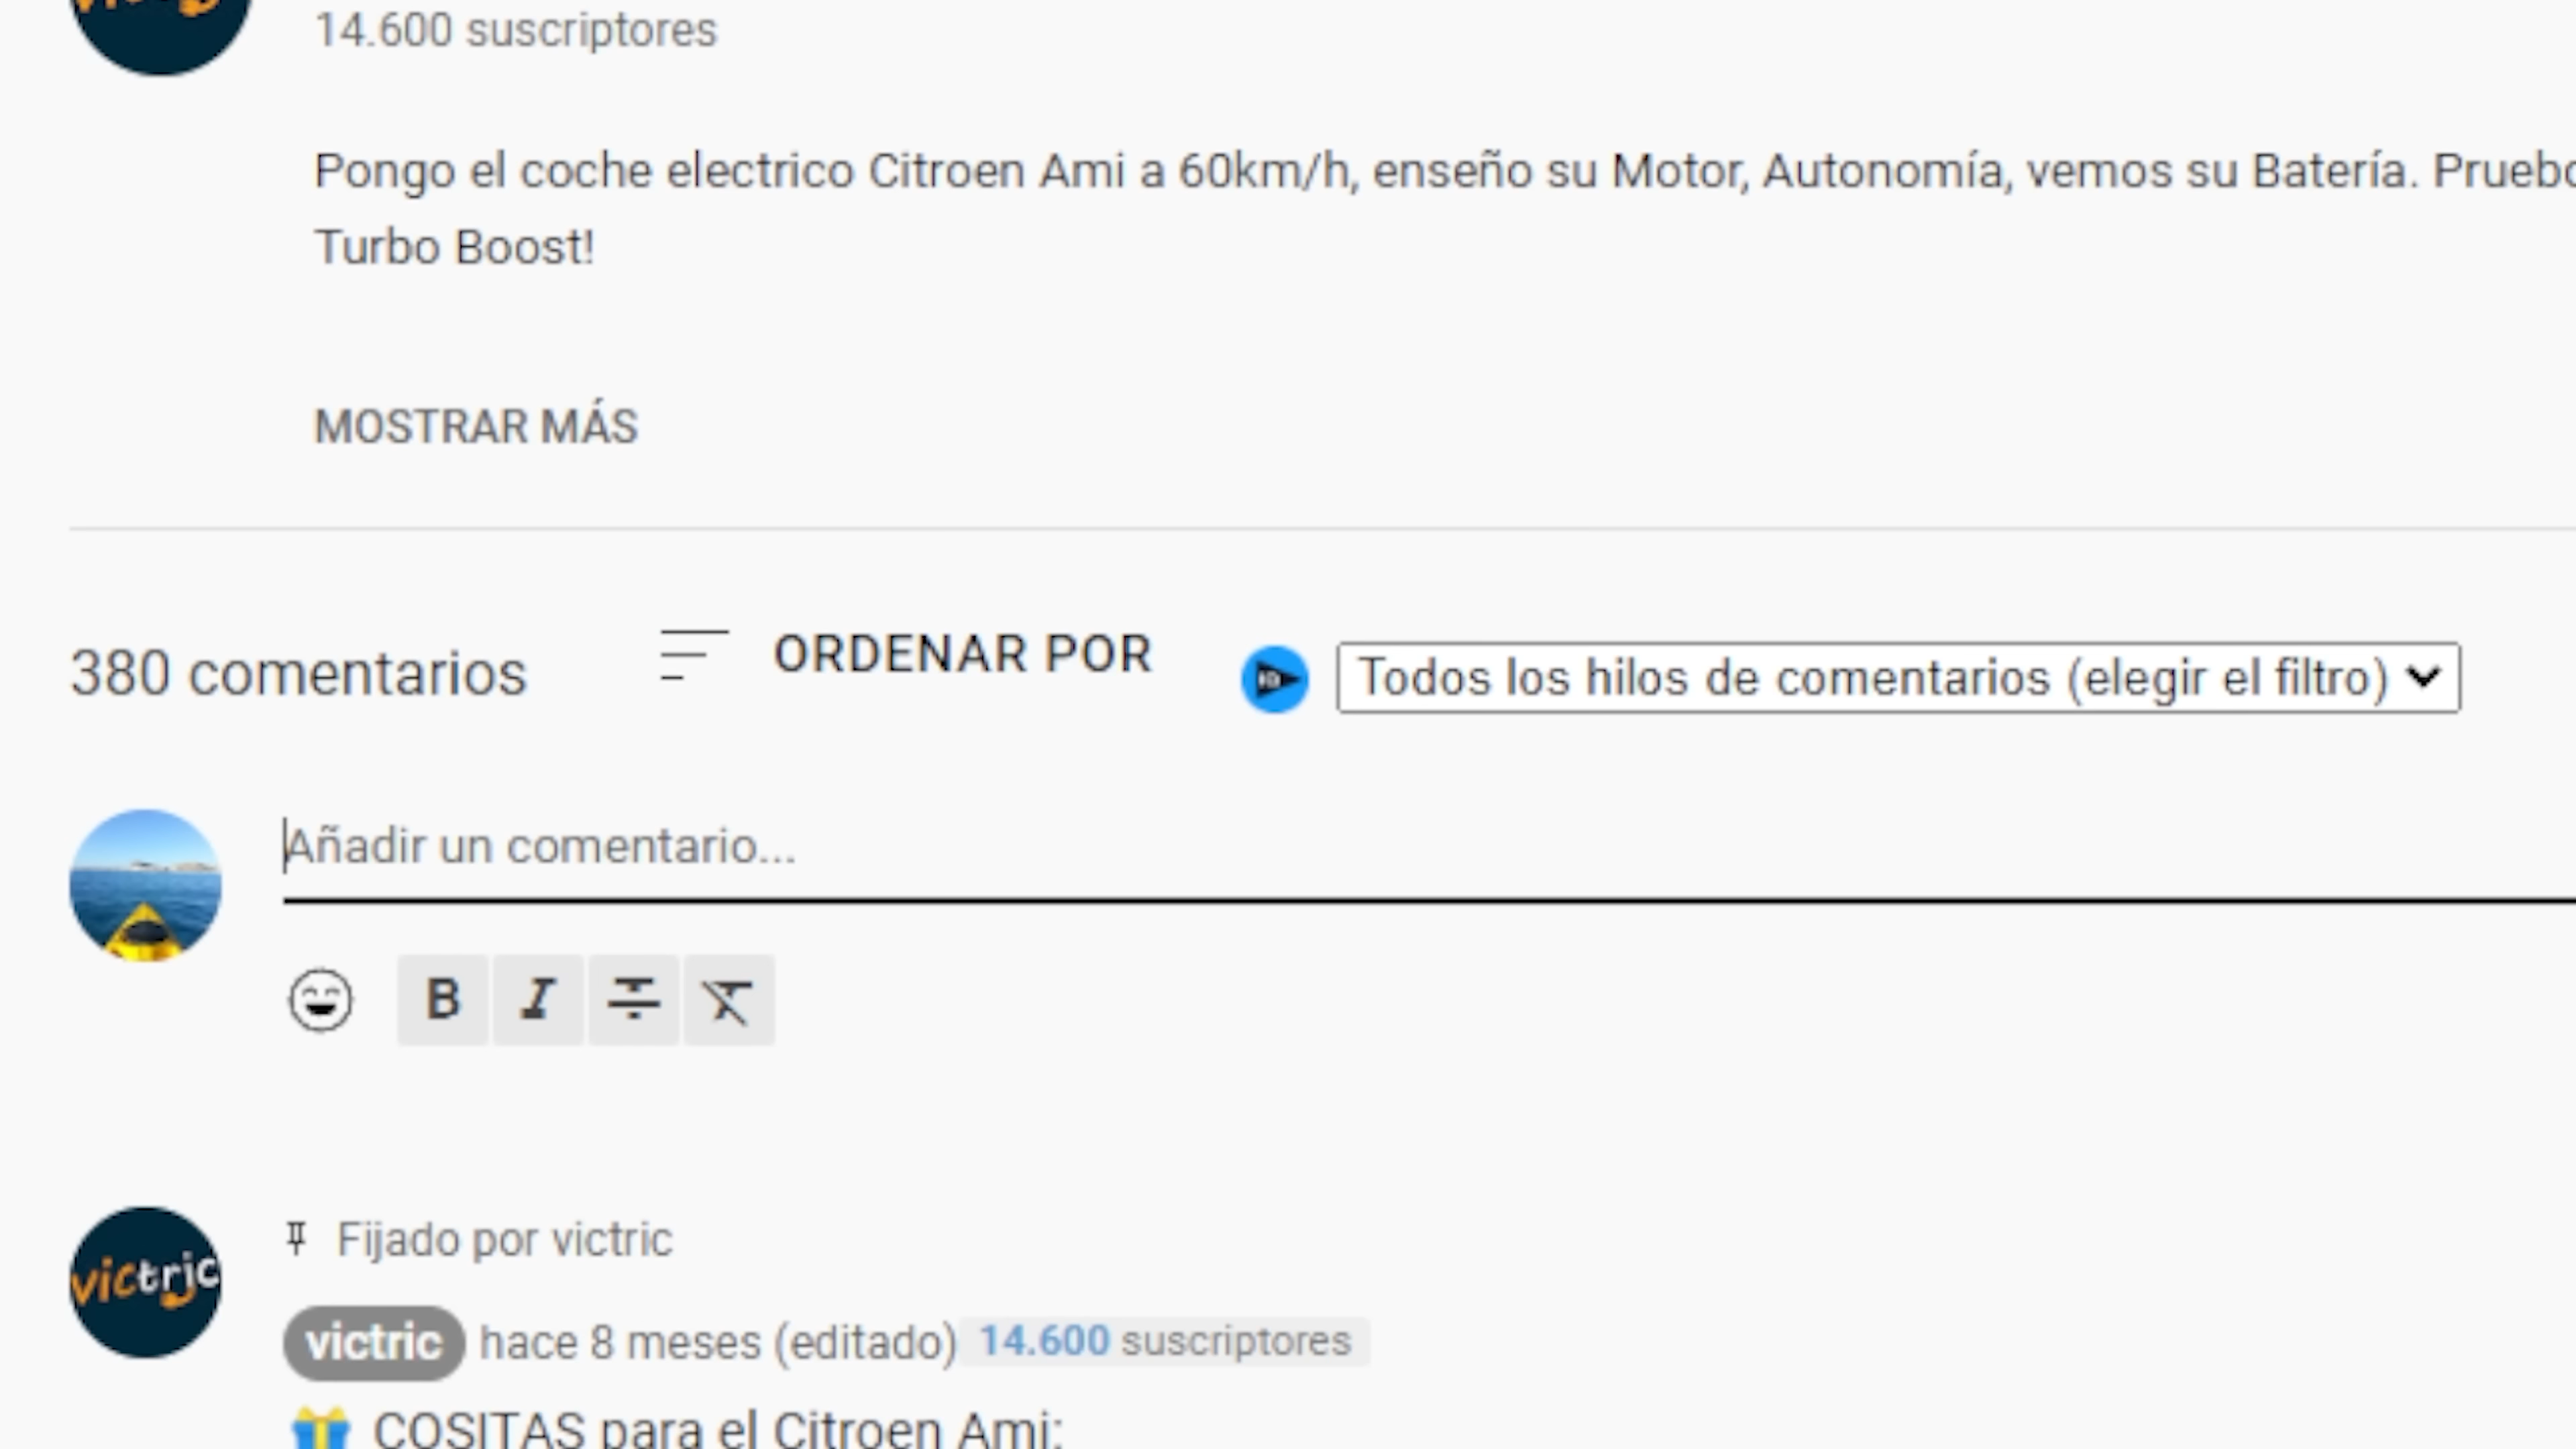 14.600 suscriptores
Pongo el coche electrico Citroen Ami a 60km/h, enseño su Motor, Autonomía, vemos su Batería.
Turbo Boost!
MOSTRAR MÁS
380 comentarios
ORDENAR POR
Todos los hilos de comentarios (elegir el filtro)
Añadir un comentario...
B I
Fijado por victric
victric
victric hace 8 meses (editado) 14.600 suscriptores
COSITAS para el Citroen Ami: